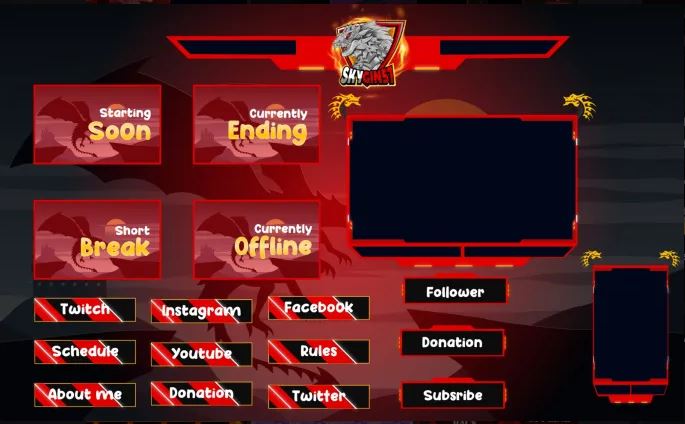 SKYGINS7
Starting
Soon
Currently
Ending
Short
Break
Currently
Offline
Twitch
Instagram
Facebook
Schedule
Youtube
Rules
About me
Donation
Twitter
Follower
Donation
Subsribe